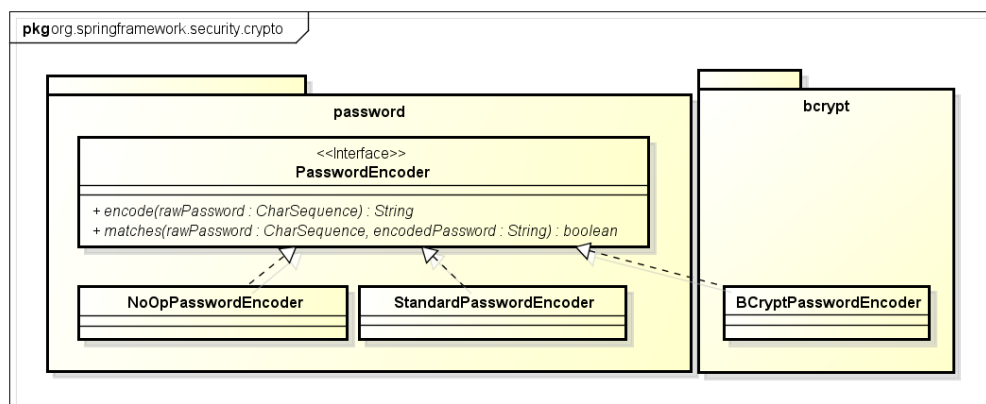 pkg org.springframework.security.crypto
password
<<Interface>>
PasswordEncoder
+ encode(rawPassword : CharSequence) : String
+ matches(rawPassword : CharSequence, encodedPassword : String) : boolean
NoOpPasswordEncoder
StandardPasswordEncoder
bcrypt
BCryptPasswordEncoder